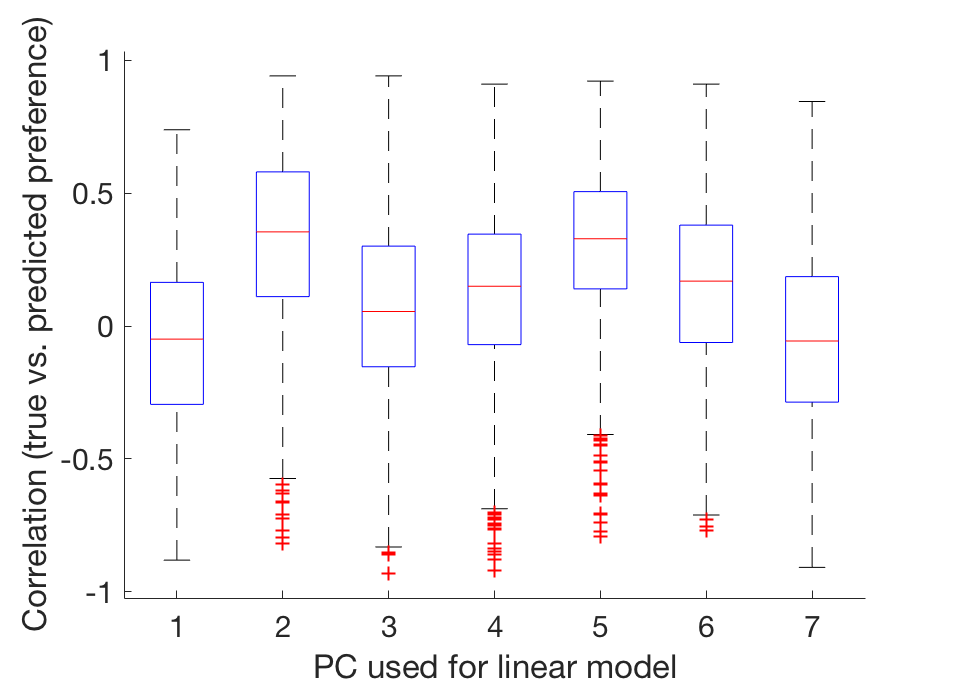 Correlation (true vs. predicted preference)
1
0.5
0
-0.5
-1
1 2 3 4 5 6 7
PC used for linear model